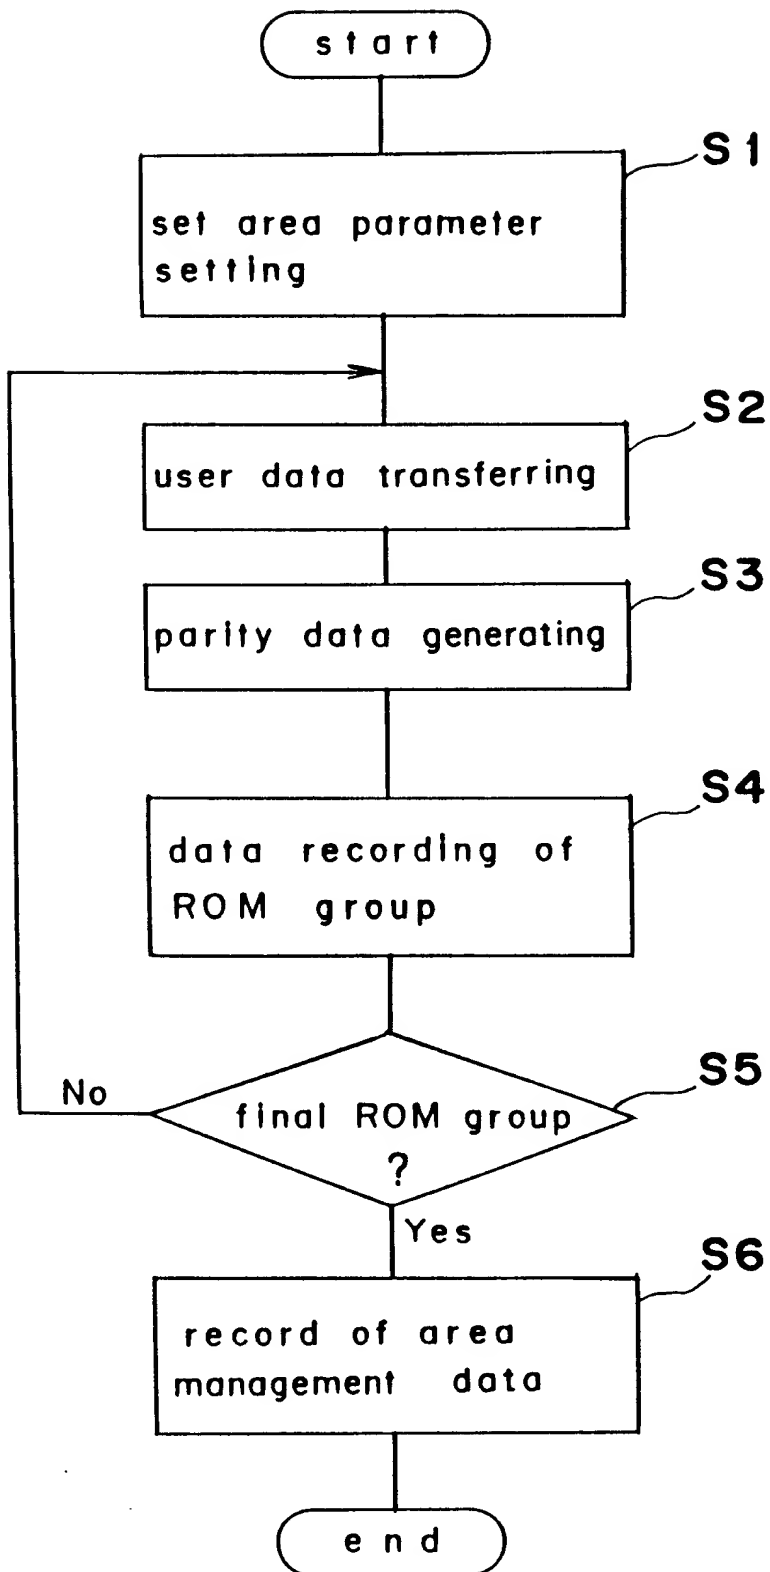 start
S1
set area parameter
setting
S2
user data transferring
S3
parity data generating
S4
data recording of
ROM group
S5
No
final ROM group
?
Yes
S6
record of area
management data
end